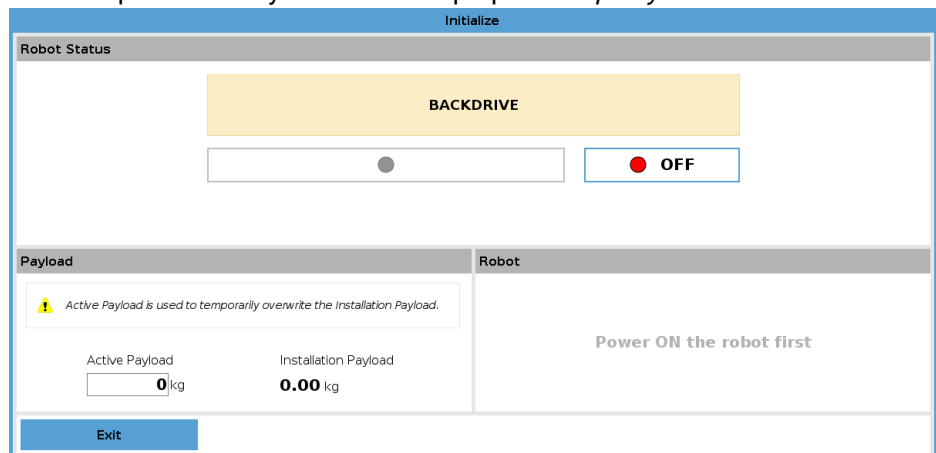 Initialize
Robot Status
BACKDRIVE
OFF
Payload
Robot
Active Payload is used to temporarily overwrite the Installation Payload.
Power ON the robot first
Active Payload
Installation Payload
0 kg
0.00 kg
Exit